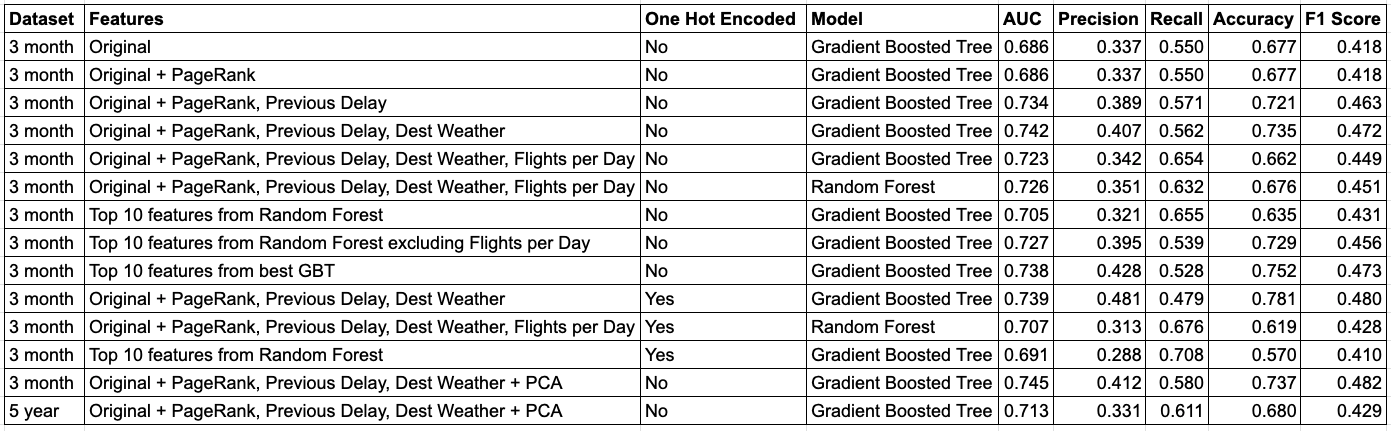 Dataset Features One Hot Encoded Model AUC Precision Recall Accuracy F1 Score
3 month Original No Gradient Boosted Tree 0.686 0.337 0.550 0.677 0.418
3 month Original + PageRank No Gradient Boosted Tree 0.686 0.337 0.550 0.677 0.418
3 month Original + PageRank, Previous Delay No Gradient Boosted Tree 0.734 0.389 0.571 0.721 0.463
3 month Original + PageRank, Previous Delay, Dest Weather No Gradient Boosted Tree 0.742 0.407 0.562 0.735 0.472
3 month Original + PageRank, Previous Delay, Dest Weather, Flights per Day No Gradient Boosted Tree 0.723 0.342 0.654 0.662 0.449
3 month Original + PageRank, Previous Delay, Dest Weather, Flights per Day No Random Forest 0.726 0.351 0.632 0.676 0.451
3 month Top 10 features from Random Forest No Gradient Boosted Tree 0.705 0.321 0.655 0.635 0.431
3 month Top 10 features from Random Forest excluding Flights per Day No Gradient Boosted Tree 0.727 0.395 0.539 0.729 0.456
3 month Top 10 features from best GBT No Gradient Boosted Tree 0.738 0.428 0.528 0.752 0.473
3 month Original + PageRank, Previous Delay, Dest Weather Yes Gradient Boosted Tree 0.739 0.481 0.479 0.781 0.480
3 month Original + PageRank, Previous Delay, Dest Weather, Flights per Day Yes Random Forest 0.707 0.313 0.676 0.619 0.428
3 month Top 10 features from Random Forest Yes Gradient Boosted Tree 0.691 0.288 0.708 0.570 0.410
3 month Original + PageRank, Previous Delay, Dest Weather + PCA No Gradient Boosted Tree 0.745 0.412 0.580 0.737 0.482
5 year Original + PageRank, Previous Delay, Dest Weather + PCA No Gradient Boosted Tree 0.713 0.331 0.611 0.680 0.429